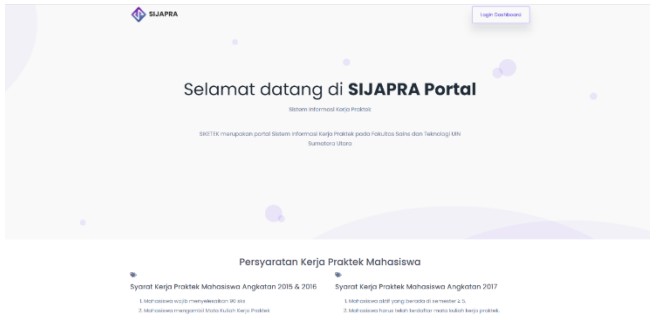 SIJAPRA
Login Dashboard
Selamat datang di SIJAPRA Portal
Sistem Informasi Kerja Praktek
SIKETEK merupakan portal Sistem Informasi Kerja Praktek pada Fakultas Sains dan Teknologi UIN
Sumatera Utara
Persyaratan Kerja Praktek Mahasiswa
Syarat Kerja Praktek Mahasiswa Angkatan 2015 & 2016
1. Mahasiswa wajib menyelesaikan 90 sks
2. Mahasiswa mengambil Mata Kuliah Kerja Praktek
Syarat Kerja Praktek Mahasiswa Angkatan 2017
1. Mahasiswa aktif yang berada di semester ≥ 5.
2. Mahasiswa harus telah terdaftar mata kuliah kerja praktek.